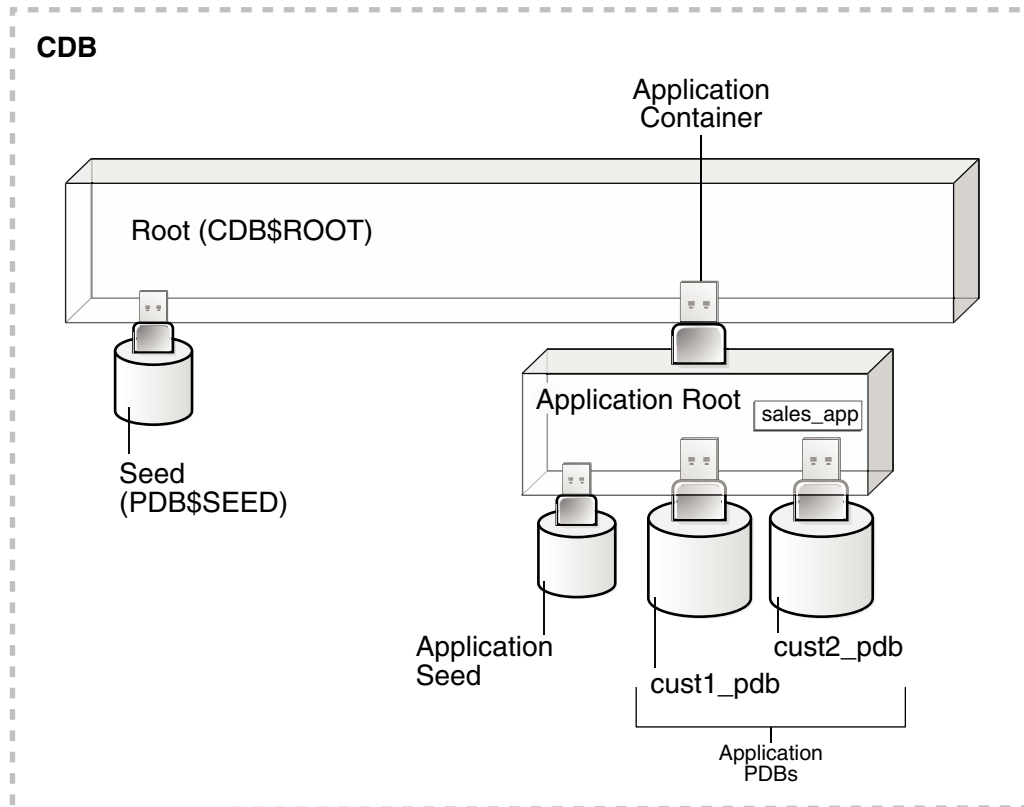 CDB
Application
Container
Root (CDB$ROOT)
Application Root
sales_app
Seed
(PDB$SEED)
Application
Seed
cust2_pdb
cust1_pdb
Application
PDBs